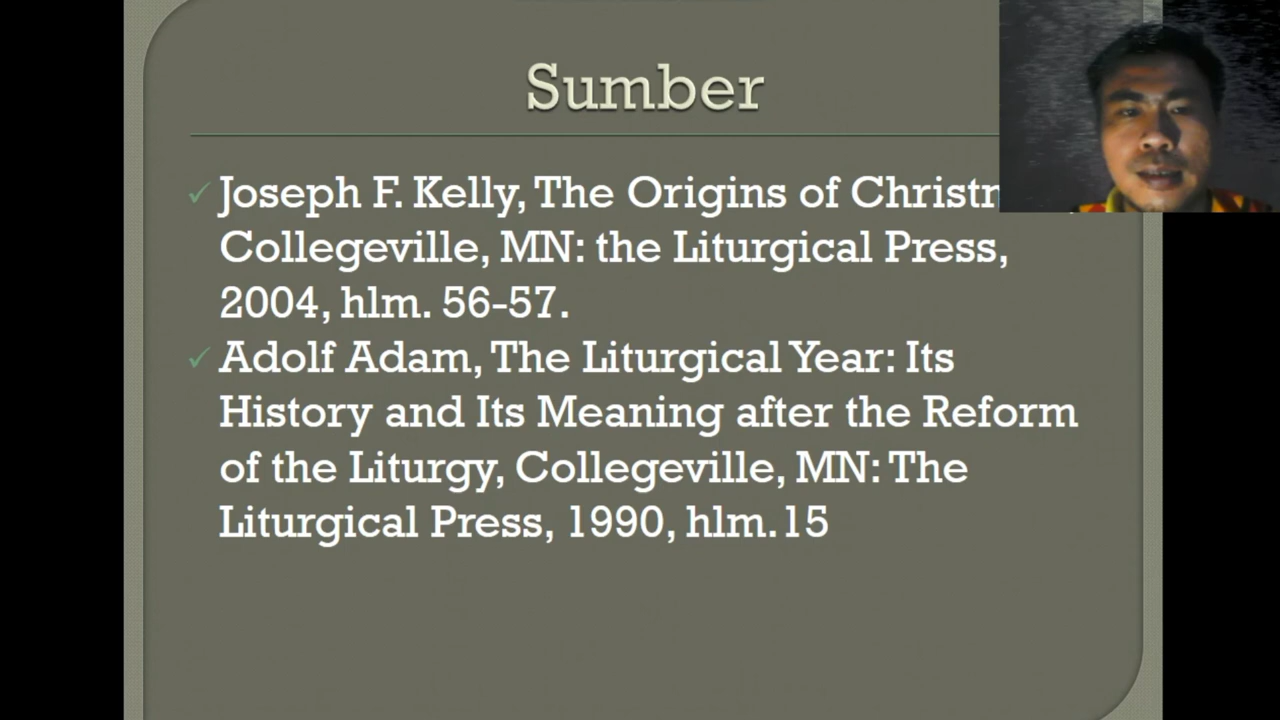 Sumber
Joseph F. Kelly, The Origins of
Collegeville, MN: the Liturgical Press,
2004, hlm. 56-57.
Adolf Adam, The Liturgical Year: Its
History and Its Meaning after the Reform
of the Liturgy, Collegeville, MN: The
Liturgical Press, 1990, hlm.15